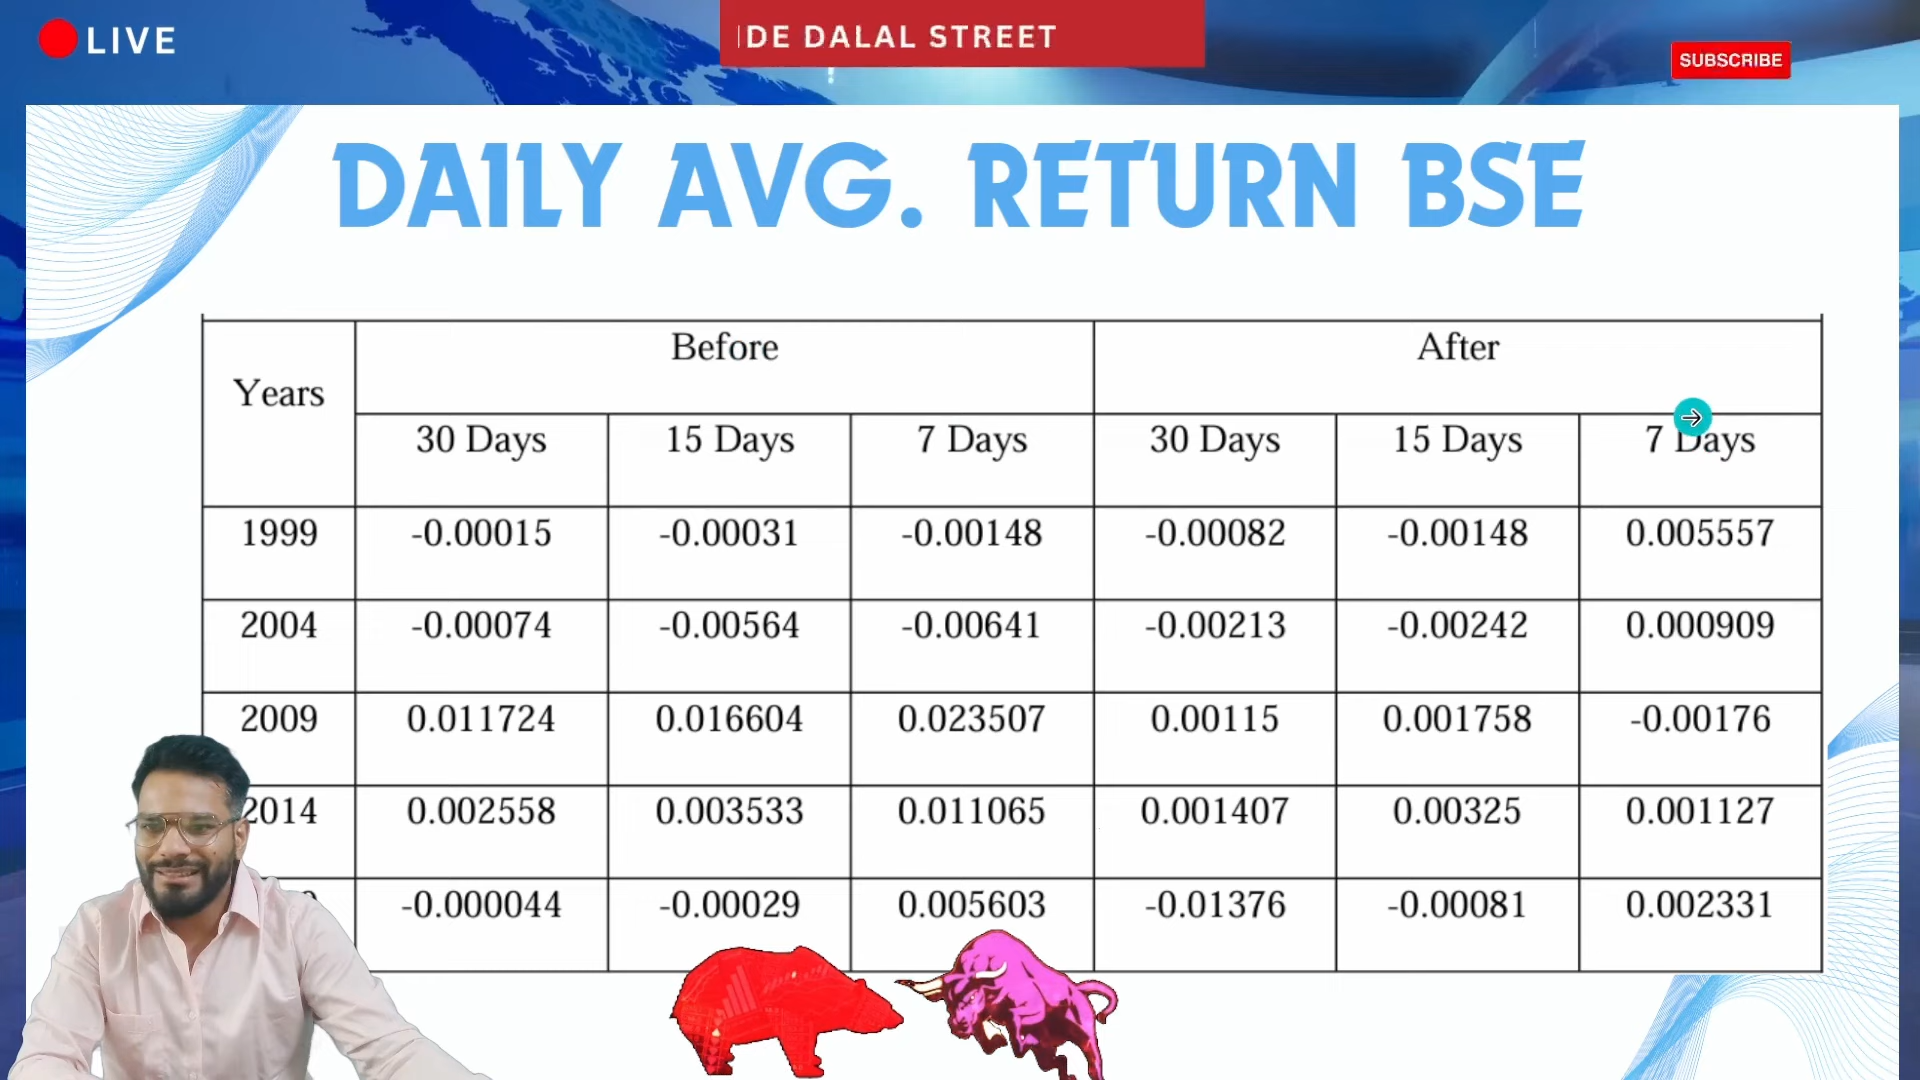 LIVE
DE DALAL STREET
SUBSCRIBE
DAILY AVG. RETURN BSE
Years Before After
30 Days 15 Days 7 Days 30 Days 15 Days 7 Days
1999 -0.00015 -0.00031 -0.00148 -0.00082 -0.00148 0.005557
2004 -0.00074 -0.00564 -0.00641 -0.00213 -0.00242 0.000909
2009 0.011724 0.016604 0.023507 0.00115 0.001758 -0.00176
2014 0.002558 0.003533 0.011065 0.001407 0.00325 0.001127
-0.000044 -0.00029 0.005603 -0.01376 -0.00081 0.002331